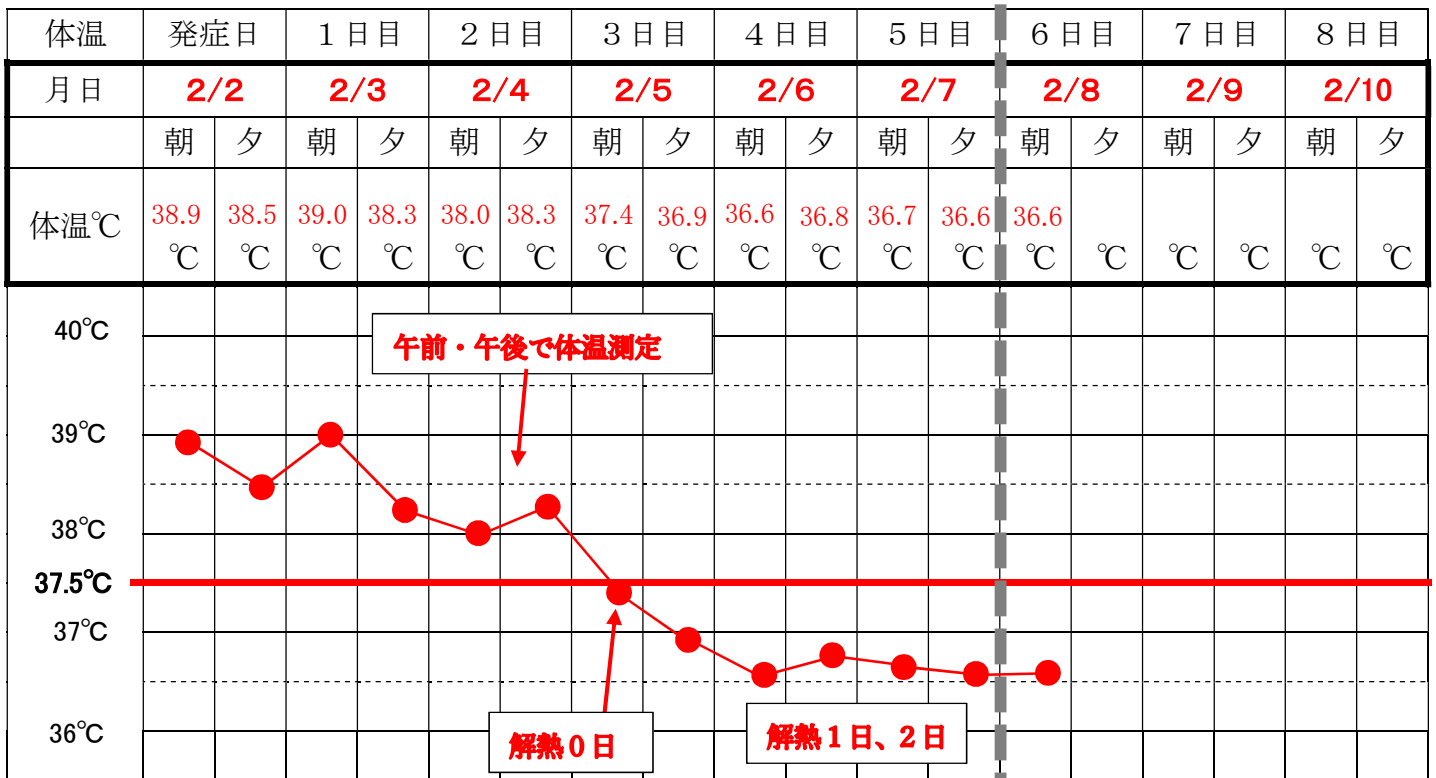 体温 発症日 1日目 2日目 3日目 4日目 5日目 6日目 7日目 8日目
月日 2/2 2/3 2/4 2/5 2/6 2/7 2/8 2/9 2/10
朝 夕 朝 夕 朝 夕 朝 夕 朝 夕 朝 夕 朝 夕 朝 夕 朝 夕
体温℃ 38.9 38.5 39.0 38.3 38.0 38.3 37.4 36.9 36.6 36.8 36.7 36.6 36.6
℃ ℃ ℃ ℃ ℃ ℃ ℃ ℃ ℃ ℃ ℃ ℃ ℃ ℃ ℃ ℃ ℃ ℃
40℃
午前・午後で体温測定
39℃
38℃
37.5℃
37℃
36℃
解熱0日
解熱1日、2日